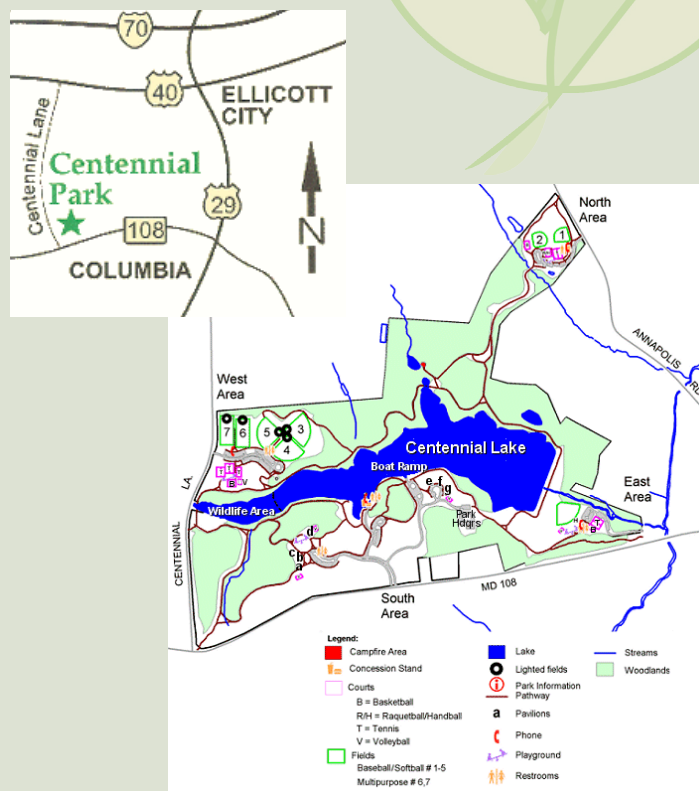 70
40
ELLICOTT
CITY
Centennial Lane
Centennial
Park
29
108
N
COLUMBIA
North
Area
2
1
ANNAPOLIS
West
Area
7
6
5
3
4
Centennial Lake
Boat Ramp
Wildlife Area
e
f
g
Park
Hdqrs
East
Area
H
T
B
T
T
V
B
d
c
b
a
CENTENNIAL
LA.
South
Area
MD 108
Legend:
Campfire Area
Concession Stand
Courts
B = Basketball
R/H = Raquetball/Handball
T = Tennis
V = Volleyball
Fields
Baseball/Softball # 1-5
Multipurpose # 6,7
Lake
Lighted fields
Park Information
Pathway
a
Pavilions
Phone
Playground
Restrooms
Streams
Woodlands